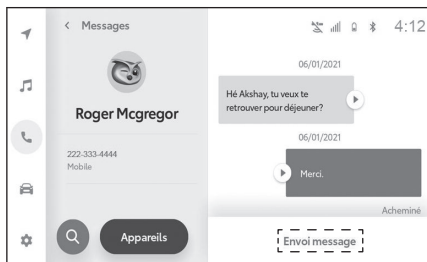 < Messages
4:12
Roger Mcgregor
222-333-4444
Mobile
Appareils
06/01/2021
Hé Akshay, tu veux te
retrouver pour déjeuner?
06/01/2021
Merci.
Acheminé
Envoi message